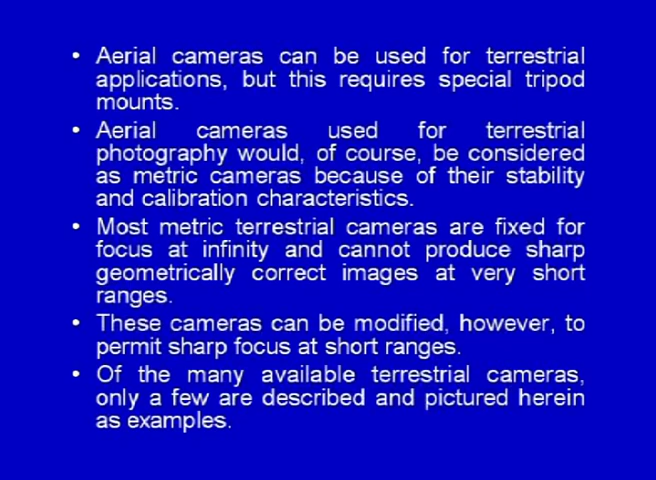 • Aerial cameras can be used for terrestrial
applications, but this requires special tripod
mounts.
• Aerial cameras used for terrestrial
photography would, of course, be considered
as metric cameras because of their stability
and calibration characteristics.
• Most metric terrestrial cameras are fixed for
focus at infinity and cannot produce sharp
geometrically correct images at very short
ranges.
• These cameras can be modified, however, to
permit sharp focus at short ranges.
• Of the many available terrestrial cameras,
only a few are described and pictured herein
as examples.